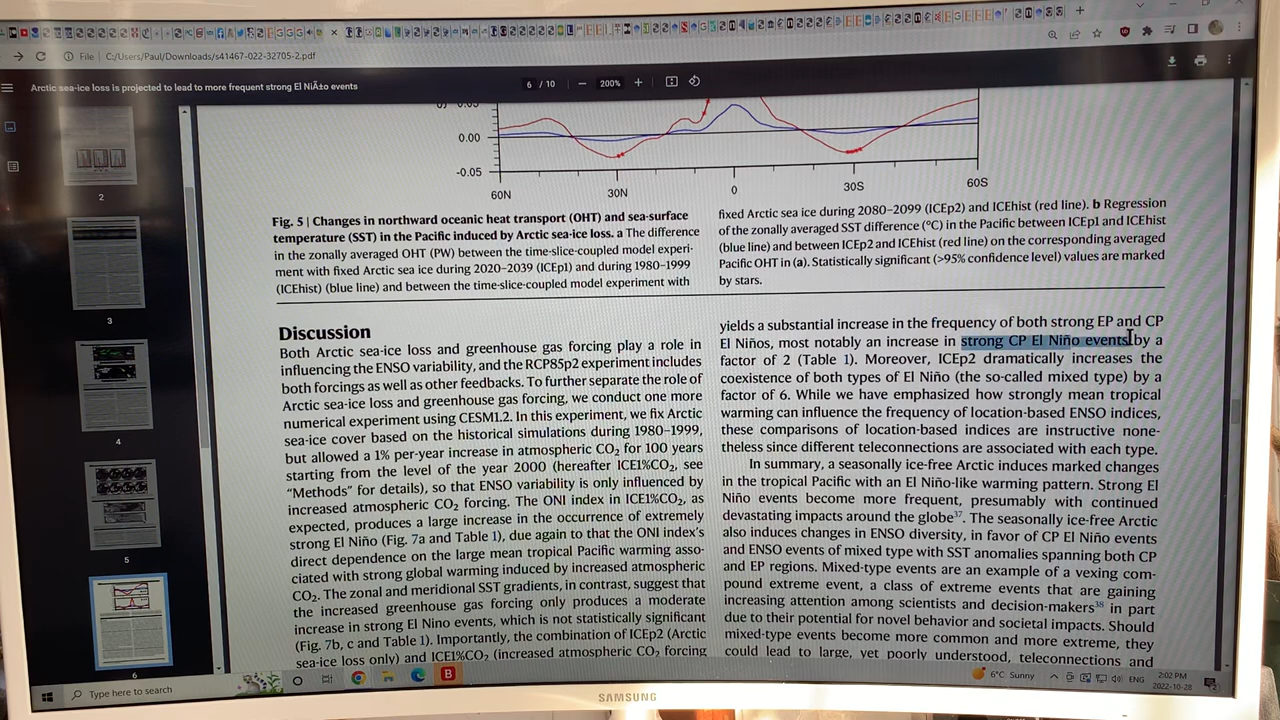 File | C:/Users/Paul/Downloads/s41467-022-32705-2.pdf
Arctic sea-ice loss is projected to lead to more frequent strong El NiÃ±o events
6 / 10
200%
0.00
-0.05
60N 30N 0 30S 60S
Fig. 5 | Changes in northward oceanic heat transport (OHT) and sea-surface
temperature (SST) in the Pacific induced by Arctic sea-ice loss. a The difference
in the zonally averaged OHT (PW) between the time-slice-coupled model experi-
ment with fixed Arctic sea ice during 2020–2039 (ICEp1) and during 1980–1999
(ICEhist) (blue line) and between the time-slice-coupled model experiment with
fixed Arctic sea ice during 2080–2099 (ICEp2) and ICEhist (red line). b Regression
of the zonally averaged SST difference (°C) in the Pacific between ICEp1 and ICEhist
(blue line) and between ICEp2 and ICEhist (red line) on the corresponding averaged
Pacific OHT in (a). Statistically significant (>95% confidence level) values are marked
by stars.
Discussion
Both Arctic sea-ice loss and greenhouse gas forcing play a role in
influencing the ENSO variability, and the RCP85p2 experiment includes
both forcings as well as other feedbacks. To further separate the role of
Arctic sea-ice loss and greenhouse gas forcing, we conduct one more
numerical experiment using CESM1.2. In this experiment, we fix Arctic
sea-ice cover based on the historical simulations during 1980–1999,
but allowed a 1% per-year increase in atmospheric CO₂ for 100 years
starting from the level of the year 2000 (hereafter ICE1%CO₂, see
“Methods” for details), so that ENSO variability is only influenced by
increased atmospheric CO₂ forcing. The ONI index in ICE1%CO₂, as
expected, produces a large increase in the occurrence of extremely
strong El Niño (Fig. 7a and Table 1), due again to that the ONI index’s
direct dependence on the large mean tropical Pacific warming asso-
ciated with strong global warming induced by increased atmospheric
CO₂. The zonal and meridional SST gradients, in contrast, suggest that
the increased greenhouse gas forcing only produces a moderate
increase in strong El Nino events, which is not statistically significant
(Fig. 7b, c and Table 1). Importantly, the combination of ICEp2 (Arctic
sea-ice loss only) and ICE1%CO₂ (increased atmospheric CO₂ forcing
yields a substantial increase in the frequency of both strong EP and CP
El Niños, most notably an increase in strong CP El Niño events by a
factor of 2 (Table 1). Moreover, ICEp2 dramatically increases the
coexistence of both types of El Niño (the so-called mixed type) by a
factor of 6. While we have emphasized how strongly mean tropical
warming can influence the frequency of location-based ENSO indices,
these comparisons of location-based indices are instructive none-
theless since different teleconnections are associated with each type.
In summary, a seasonally ice-free Arctic induces marked changes
in the tropical Pacific with an El Niño-like warming pattern. Strong El
Niño events become more frequent, presumably with continued
devastating impacts around the globe³⁷. The seasonally ice-free Arctic
also induces changes in ENSO diversity, in favor of CP El Niño events
and ENSO events of mixed type with SST anomalies spanning both CP
and EP regions. Mixed-type events are an example of a vexing com-
pound extreme event, a class of extreme events that are gaining
increasing attention among scientists and decision-makers³⁸ in part
due to their potential for novel behavior and societal impacts. Should
mixed-type events become more common and more extreme, they
could lead to large, yet poorly understood, teleconnections and
2
3
4
5
6
Type here to search
6°C Sunny
ENG
2:02 PM
2022-10-28
SAMSUNG